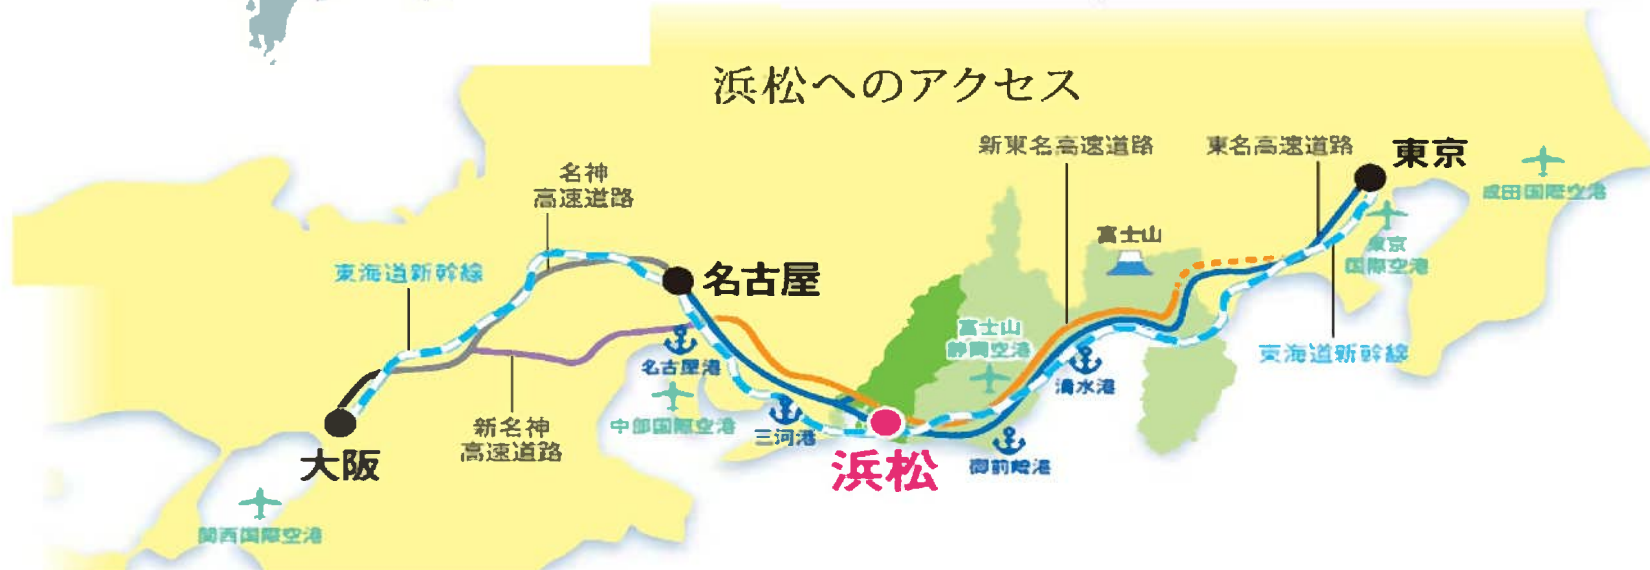 浜松へのアクセス
新東名高速道路
東名高速道路
東京
成田国際空港
名神
高速道路
富士山
東京
国際空港
東海道新幹線
名古屋
富士山
静岡空港
東海道新幹線
名古屋港
清水港
中部国際空港
三河港
新名神
高速道路
大阪
浜松
御前崎港
関西国際空港